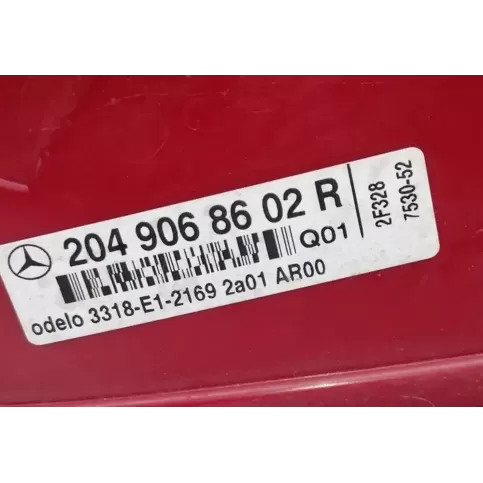 204 906 86 02 R
Q01
odelo 3318-E1-2169 2a01 AR00
2F328
7530-52